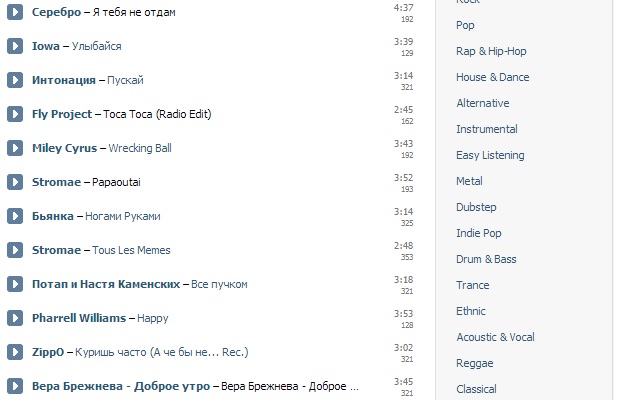 Серебро – Я тебя не отдам 4:37
192
Iowa – Улыбайся 3:39
129
Интонация – Пускай 3:14
321
Fly Project – Toca Toca (Radio Edit) 2:45
162
Miley Cyrus – Wrecking Ball 3:43
192
Stromae – Papaoutai 3:52
193
Бьянка – Ногами Руками 3:14
325
Stromae – Tous Les Memes 2:48
353
Потап и Настя Каменских – Все пучком 3:18
321
Pharrell Williams – Happy 3:53
128
ZippO – Куришь часто (А че бы не... Rec.) 3:02
321
Вера Брежнева - Доброе утро – Вера Брежнева - Доброе ... 3:45
321
Rock
Pop
Rap & Hip-Hop
House & Dance
Alternative
Instrumental
Easy Listening
Metal
Dubstep
Indie Pop
Drum & Bass
Trance
Ethnic
Acoustic & Vocal
Reggae
Classical